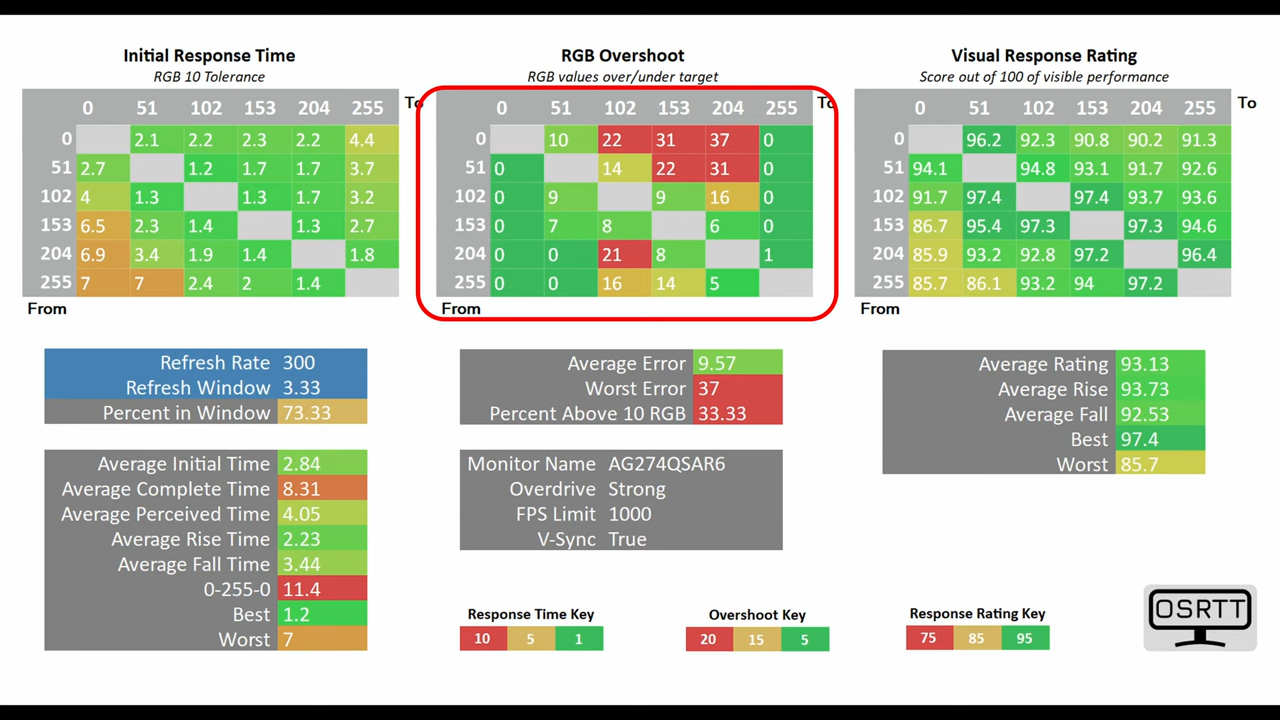 Initial Response Time
RGB 10 Tolerance
0 51 102 153 204 255 To
0 2.1 2.2 2.3 2.2 4.4
51 2.7 1.2 1.7 1.7 3.7
102 4 1.3 1.3 1.7 3.2
153 6.5 2.3 1.4 1.3 2.7
204 6.9 3.4 1.9 1.4 1.8
255 7 7 2.4 2 1.4
From
RGB Overshoot
RGB values over/under target
0 51 102 153 204 255 To
0 10 22 31 37 0
51 0 14 22 31 0
102 0 9 9 16 0
153 0 7 8 6 0
204 0 0 21 8 1
255 0 0 16 14 5
From
Visual Response Rating
Score out of 100 of visible performance
0 51 102 153 204 255 To
0 96.2 92.3 90.8 90.2 91.3
51 94.1 94.8 93.1 91.7 92.6
102 91.7 97.4 97.4 93.7 93.6
153 86.7 95.4 97.3 97.3 94.6
204 85.9 93.2 92.8 97.2 96.4
255 85.7 86.1 93.2 94 97.2
From
Refresh Rate 300
Refresh Window 3.33
Percent in Window 73.33
Average Initial Time 2.84
Average Complete Time 8.31
Average Perceived Time 4.05
Average Rise Time 2.23
Average Fall Time 3.44
0-255-0 11.4
Best 1.2
Worst 7
Average Error 9.57
Worst Error 37
Percent Above 10 RGB 33.33
Monitor Name AG274QSAR6
Overdrive Strong
FPS Limit 1000
V-Sync True
Average Rating 93.13
Average Rise 93.73
Average Fall 92.53
Best 97.4
Worst 85.7
Response Time Key
10 5 1
Overshoot Key
20 15 5
Response Rating Key
75 85 95
OSRTT